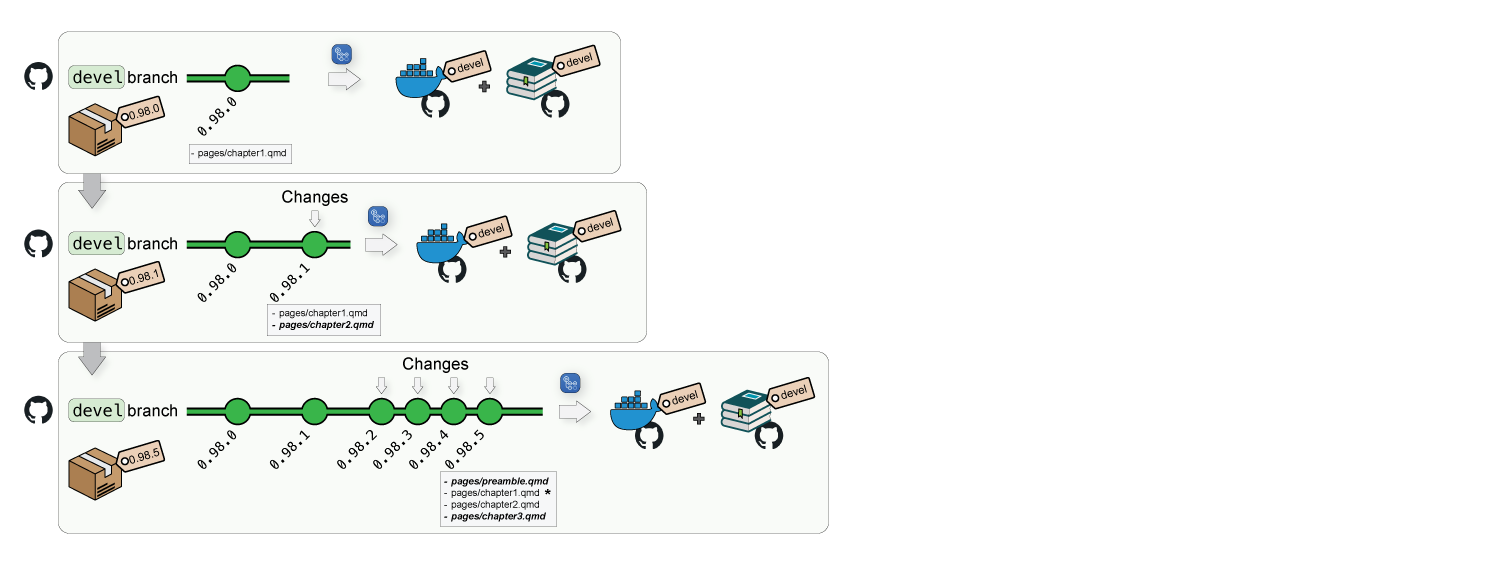 devel branch
0.98.0
0.98.0
- pages/chapter1.qmd
devel
devel
Changes
devel branch
0.98.1
0.98.0
0.98.1
- pages/chapter1.qmd
- pages/chapter2.qmd
devel
devel
Changes
devel branch
0.98.5
0.98.0
0.98.1
0.98.2
0.98.3
0.98.4
0.98.5
- pages/preamble.qmd
- pages/chapter1.qmd *
- pages/chapter2.qmd
- pages/chapter3.qmd
devel
devel